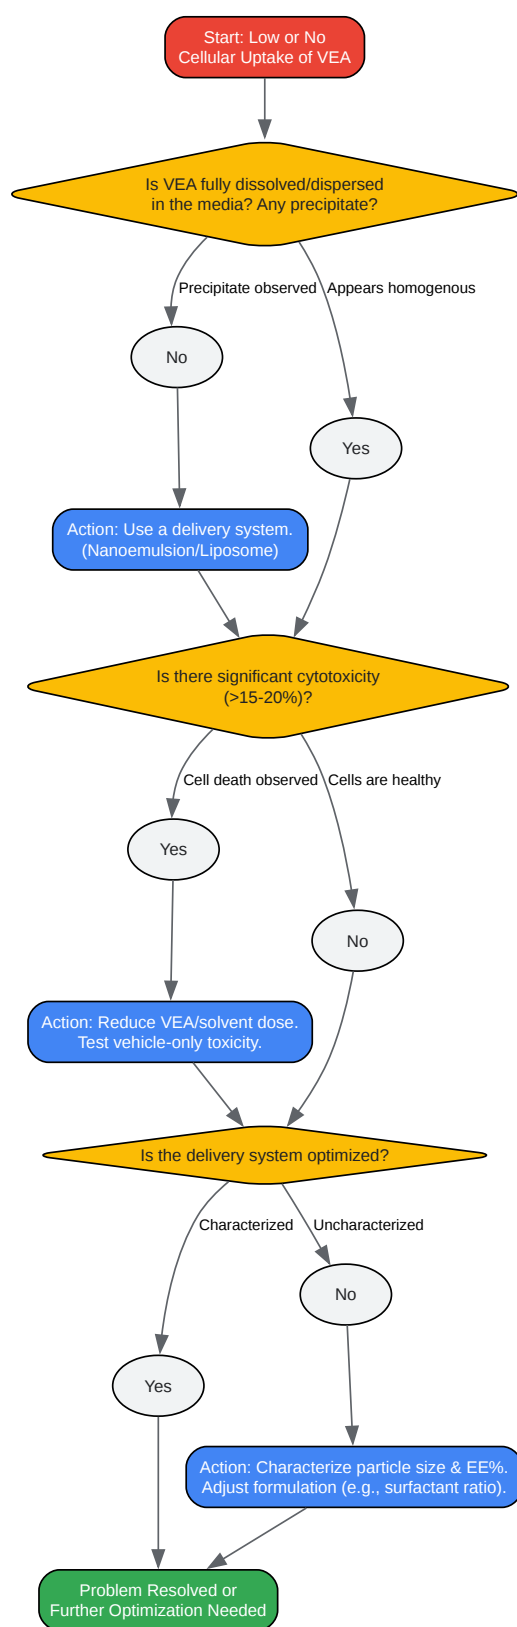 Start: Low or No
Cellular Uptake of VEA
Is VEA fully dissolved/dispersed
in the media? Any precipitate?
Precipitate observed
Appears homogenous
No
Yes
Action: Use a delivery system.
(Nanoemulsion/Liposome)
Is there significant cytotoxicity
(>15-20%)?
Cell death observed
Cells are healthy
Yes
No
Action: Reduce VEA/solvent dose.
Test vehicle-only toxicity.
Is the delivery system optimized?
Characterized
Uncharacterized
No
Yes
Action: Characterize particle size & EE%.
Adjust formulation (e.g., surfactant ratio).
Problem Resolved or
Further Optimization Needed